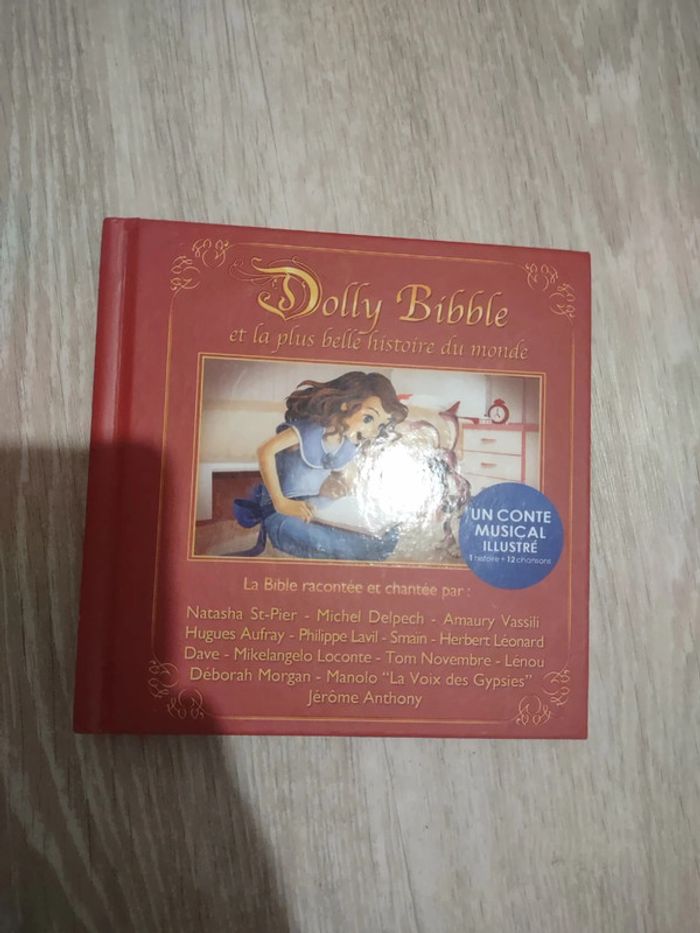 Dolly Bibble
et la plus belle histoire du monde
UN CONTE
MUSICAL
ILLUSTRÉ
1 histoire + 12 chansons
La Bible racontée et chantée par :
Natasha St-Pier - Michel Delpech - Amaury Vassili
Hugues Aufray - Philippe Lavil - Smaïn - Herbert Léonard
Dave - Mikelangelo Loconte - Tom Novembre - Lénou
Déborah Morgan - Manolo "La Voix des Gypsies"
Jérôme Anthony